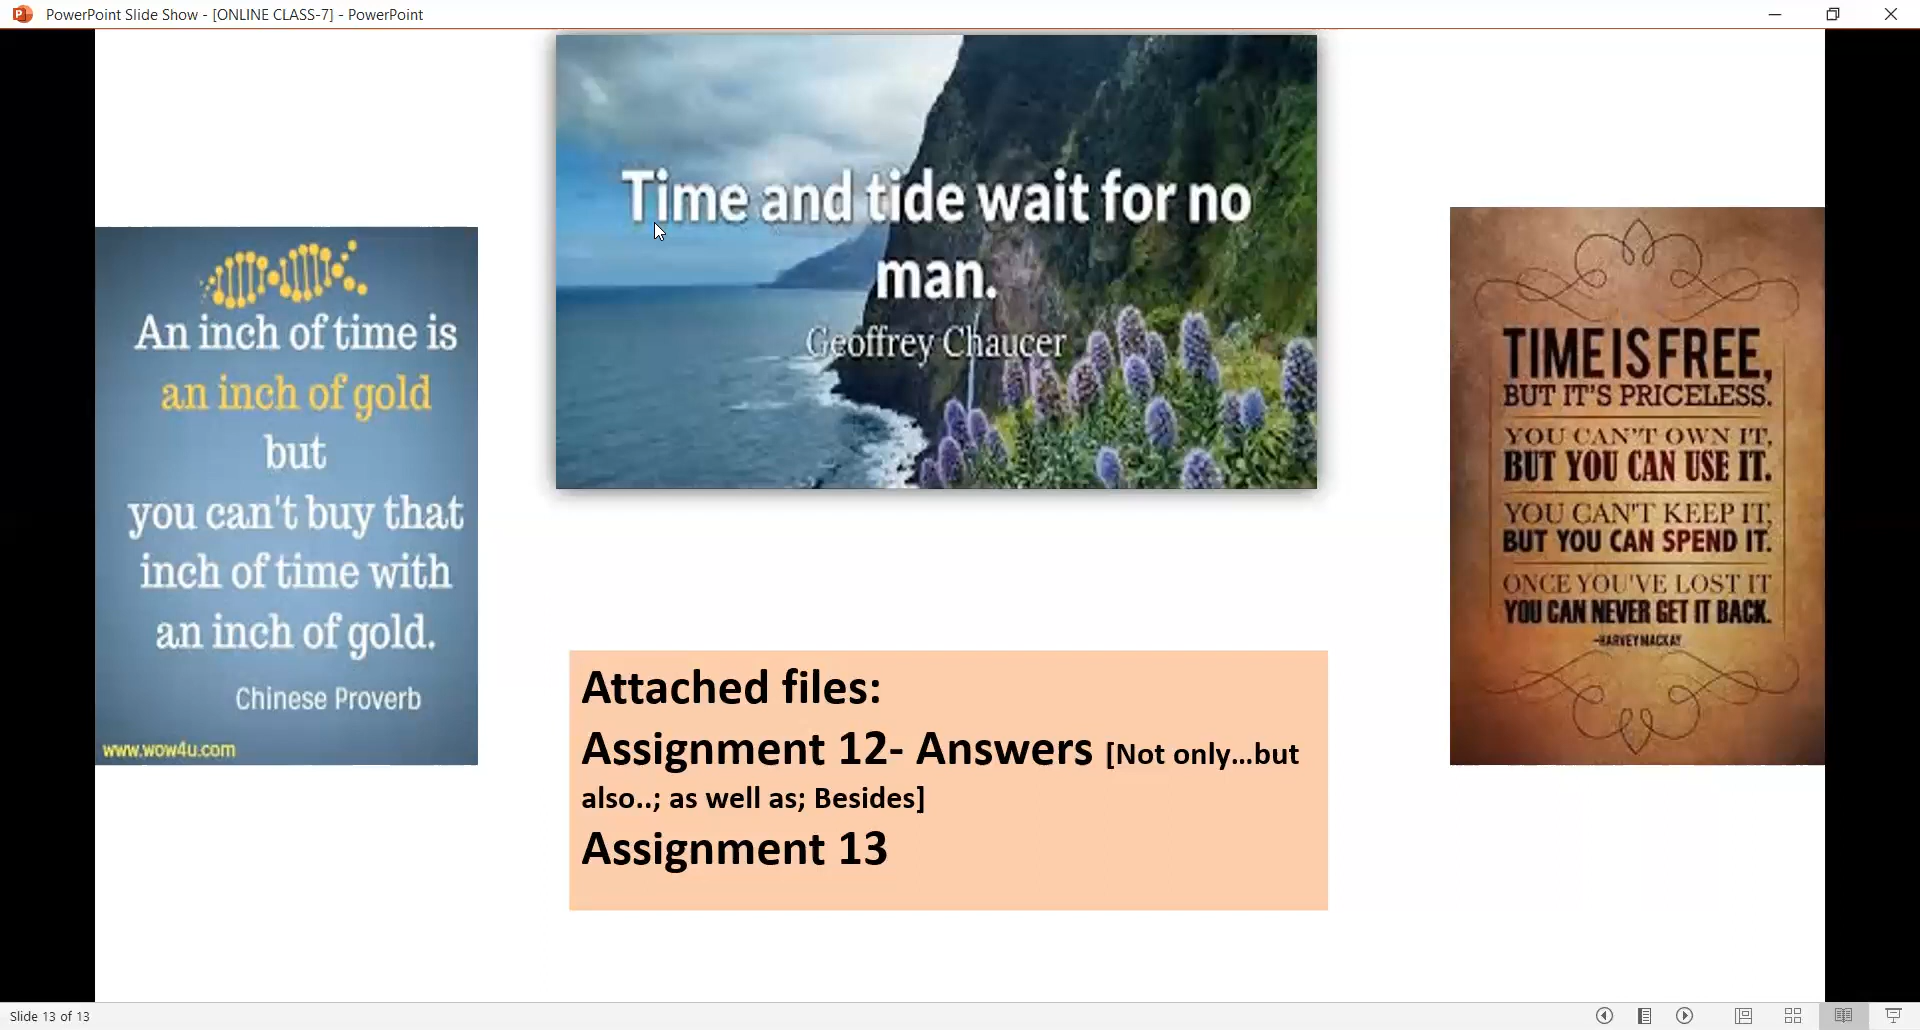 PowerPoint Slide Show - [ONLINE CLASS-7] - PowerPoint
Time and tide wait for no
man.
Geoffrey Chaucer
An inch of time is
an inch of gold
but
you can't buy that
inch of time with
an inch of gold.
Chinese Proverb
www.wow4u.com
TIME IS FREE,
BUT IT'S PRICELESS.
YOU CAN'T OWN IT,
BUT YOU CAN USE IT.
YOU CAN'T KEEP IT,
BUT YOU CAN SPEND IT.
ONCE YOU'VE LOST IT
YOU CAN NEVER GET IT BACK.
-HARVEY MACKAY
Attached files:
Assignment 12- Answers [Not only...but
also..; as well as; Besides]
Assignment 13
Slide 13 of 13